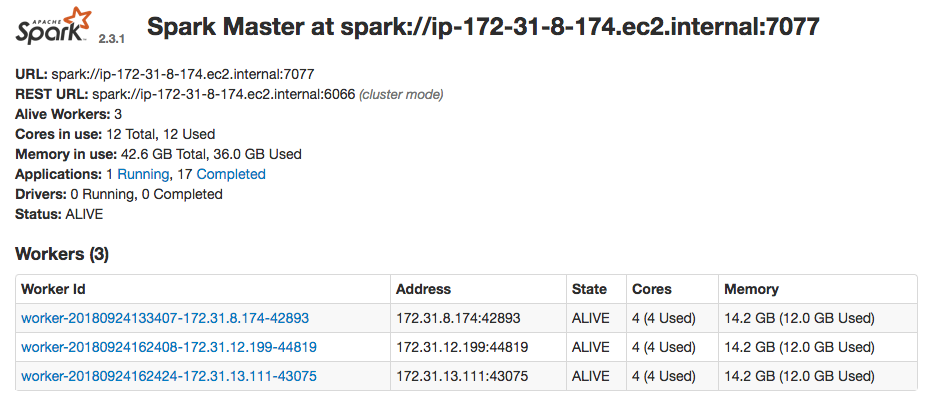 APACHE
Spark 2.3.1 Spark Master at spark://ip-172-31-8-174.ec2.internal:7077
URL: spark://ip-172-31-8-174.ec2.internal:7077
REST URL: spark://ip-172-31-8-174.ec2.internal:6066 (cluster mode)
Alive Workers: 3
Cores in use: 12 Total, 12 Used
Memory in use: 42.6 GB Total, 36.0 GB Used
Applications: 1 Running, 17 Completed
Drivers: 0 Running, 0 Completed
Status: ALIVE
Workers (3)
Worker Id Address State Cores Memory
worker-20180924133407-172.31.8.174-42893 172.31.8.174:42893 ALIVE 4 (4 Used) 14.2 GB (12.0 GB Used)
worker-20180924162408-172.31.12.199-44819 172.31.12.199:44819 ALIVE 4 (4 Used) 14.2 GB (12.0 GB Used)
worker-20180924162424-172.31.13.111-43075 172.31.13.111:43075 ALIVE 4 (4 Used) 14.2 GB (12.0 GB Used)